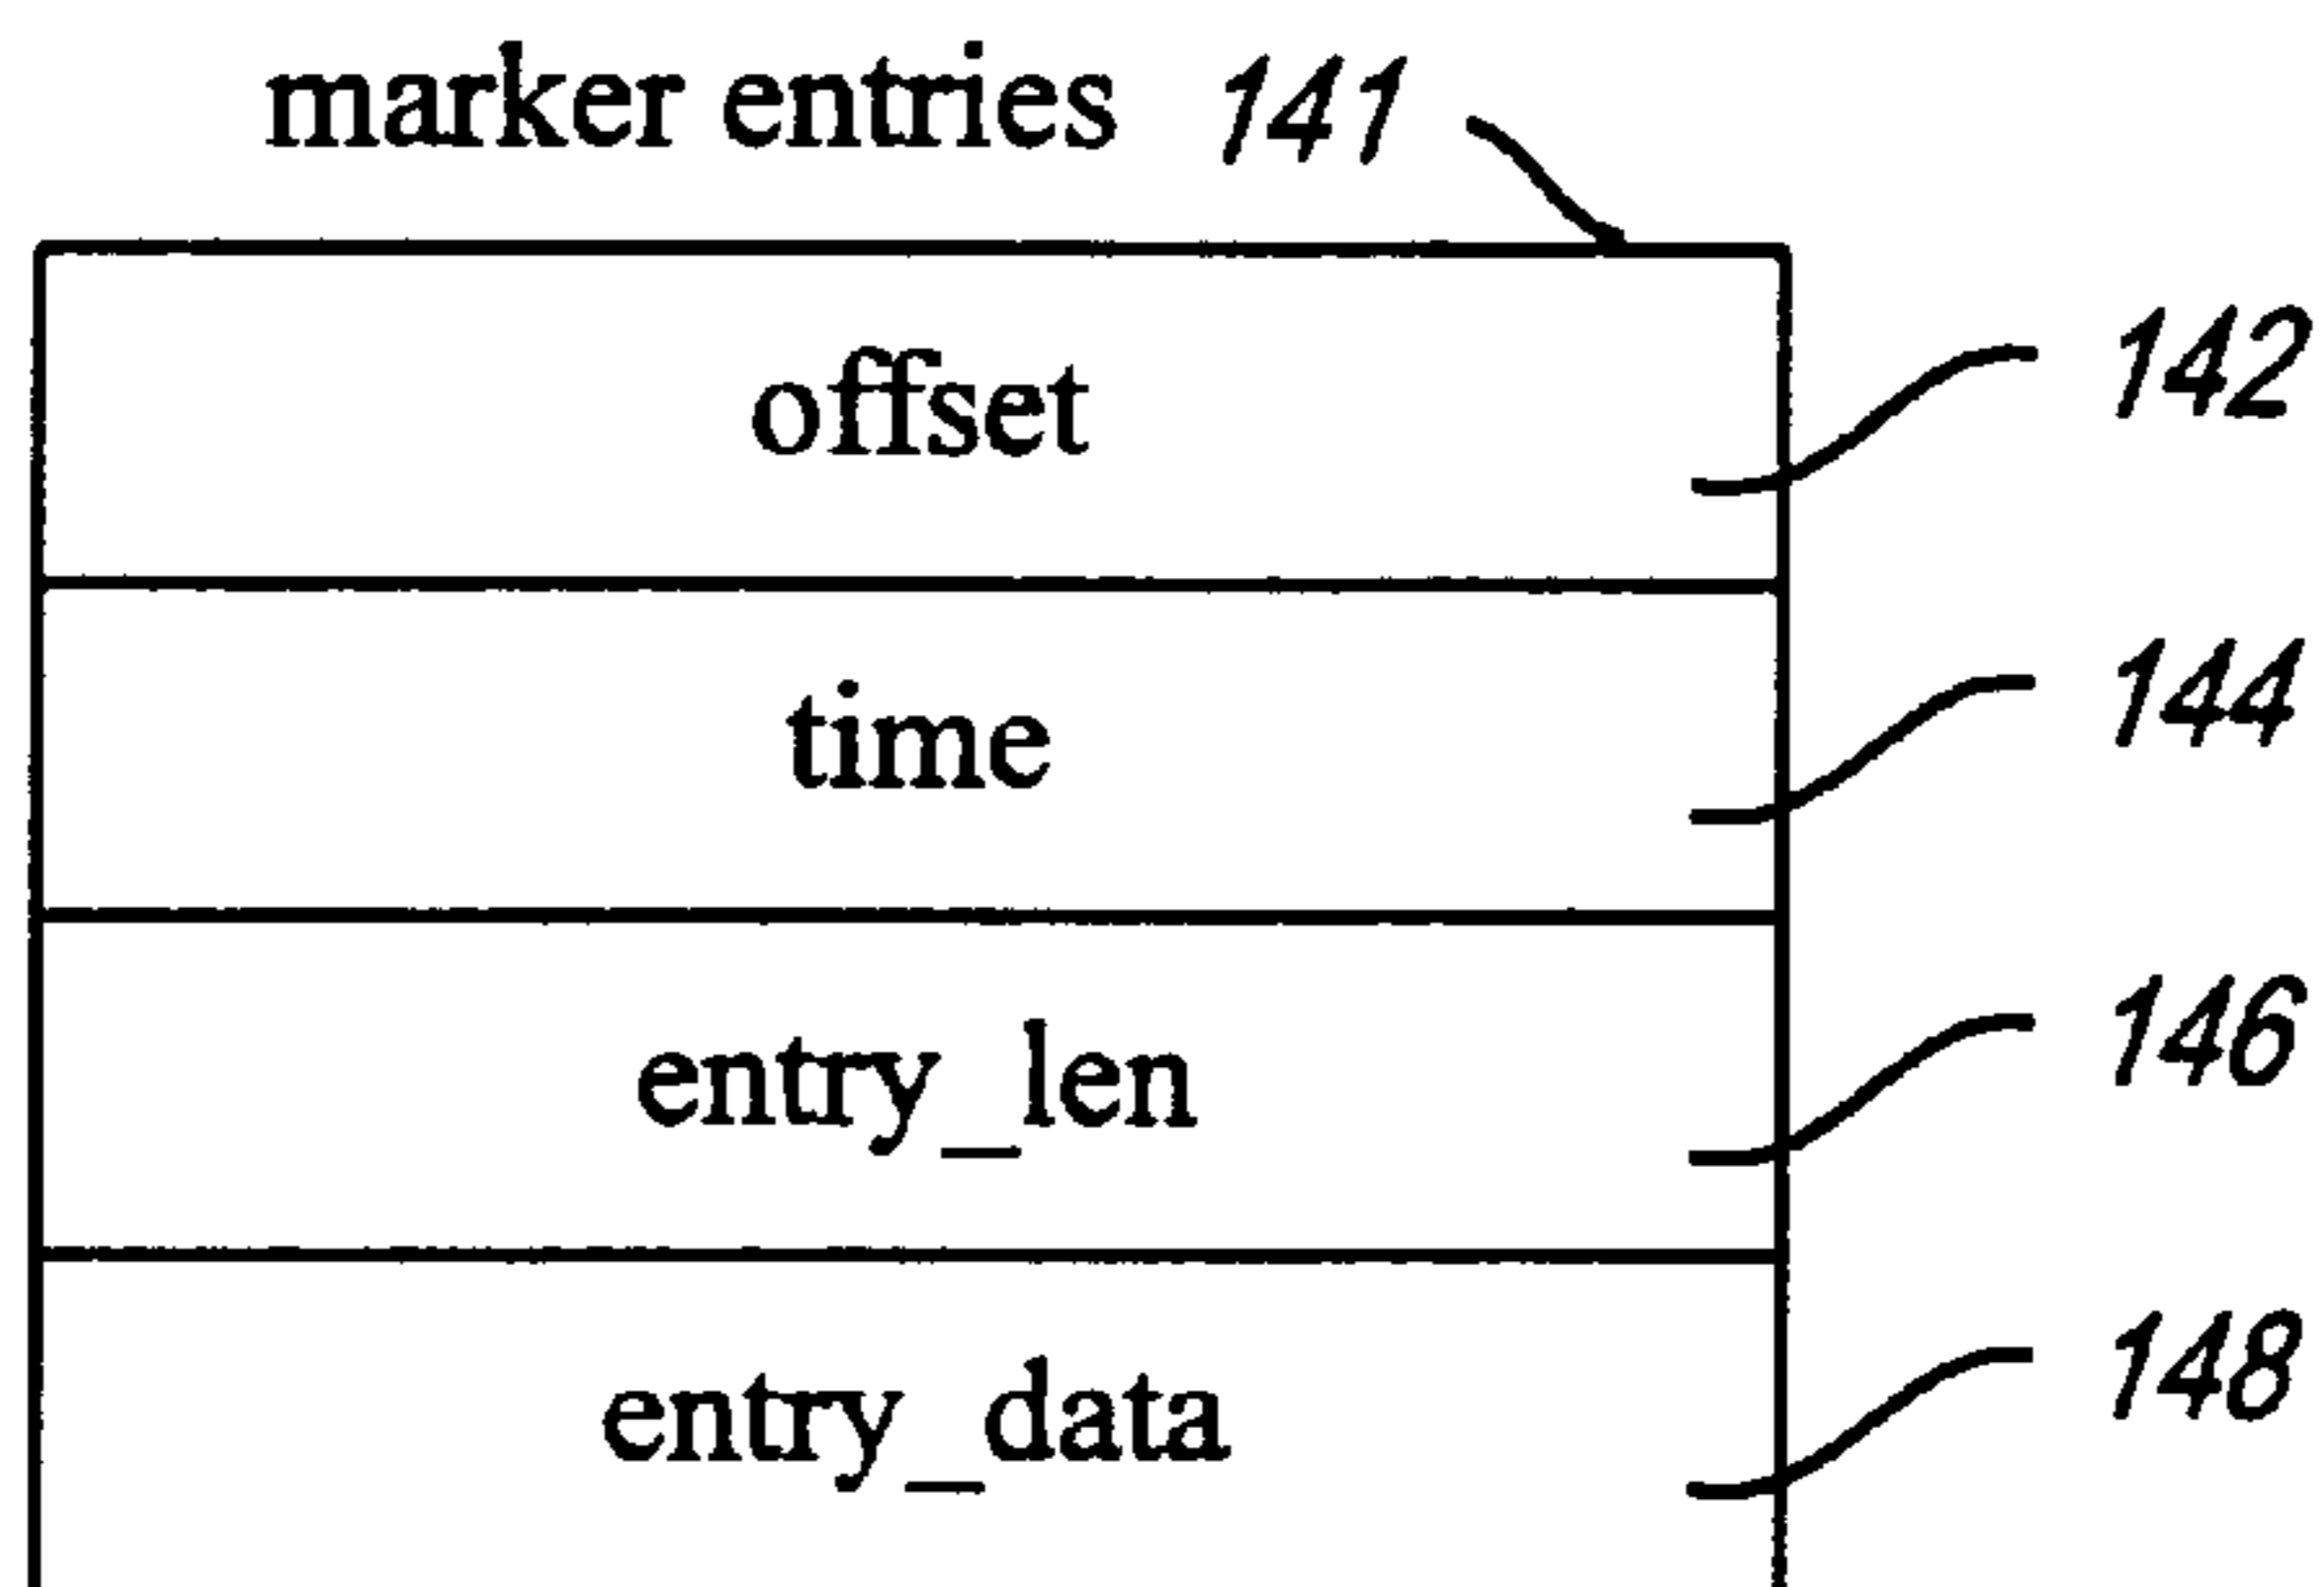 marker entries 141
offset 142
time 144
entry_len 146
entry_data 148